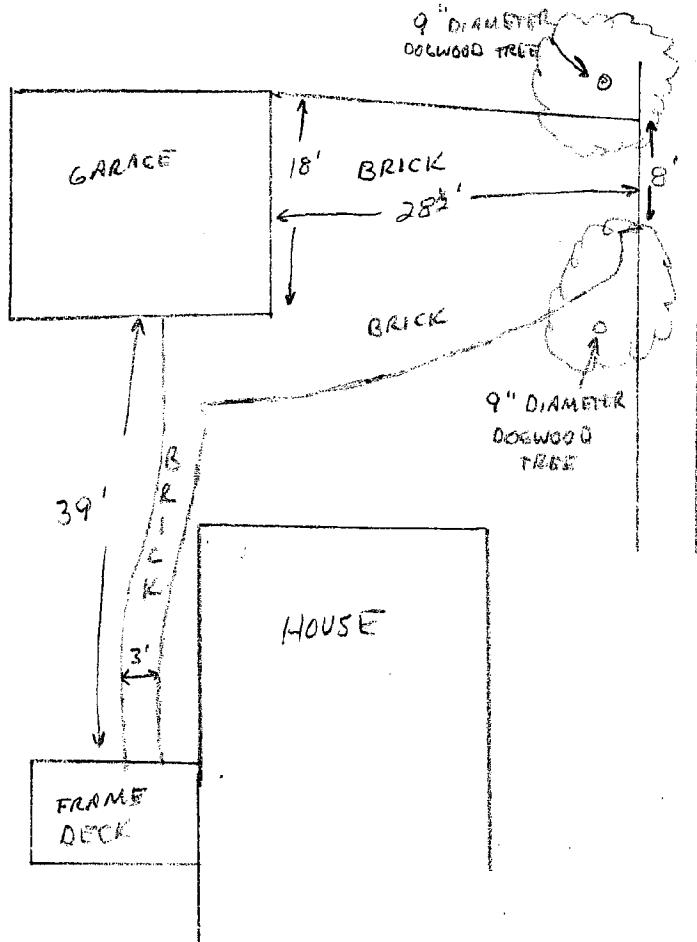 9" DIAMETER
DOGWOOD TREE
GARAGE
18'
BRICK
28½'
8'
BRICK
9" DIAMETER
DOGWOOD
TREE
39'
BRICK
3'
HOUSE
FRAME
DECK